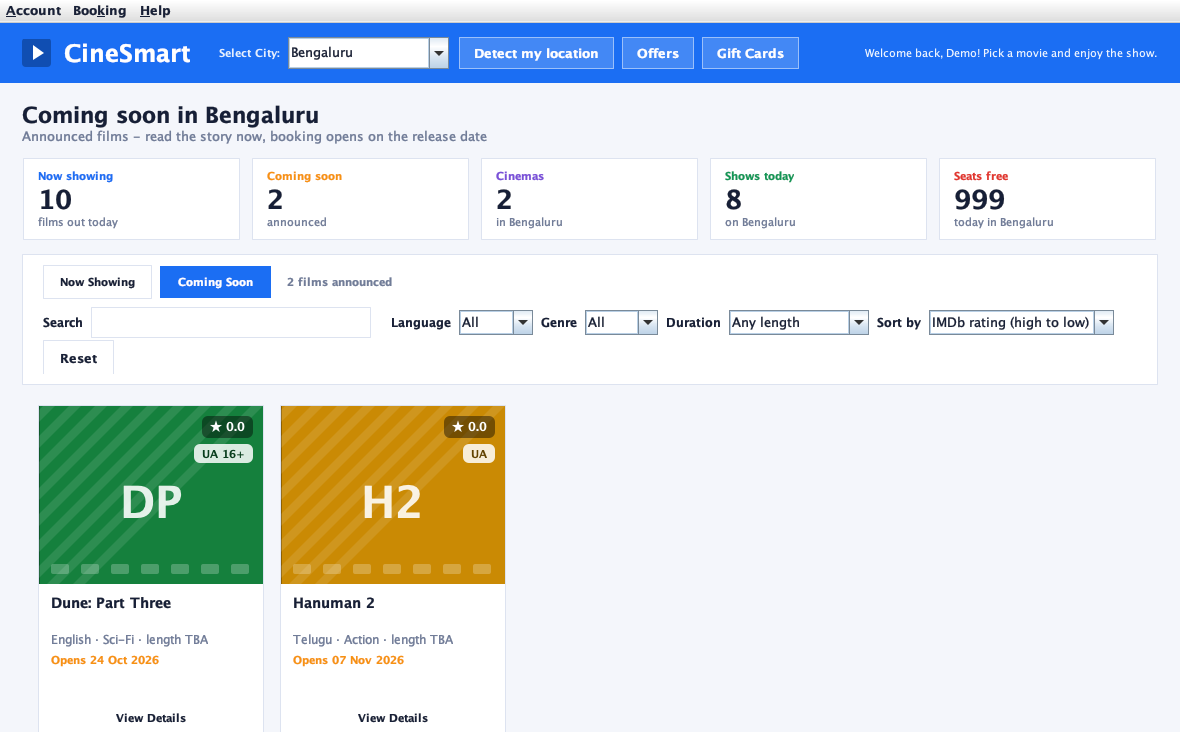 Account Booking Help
CineSmart Select City: Bengaluru Detect my location Offers Gift Cards Welcome back, Demo! Pick a movie and enjoy the show.
Coming soon in Bengaluru
Announced films – read the story now, booking opens on the release date
Now showing
10
films out today
Coming soon
2
announced
Cinemas
2
in Bengaluru
Shows today
8
on Bengaluru
Seats free
999
today in Bengaluru
Now Showing Coming Soon 2 films announced
Search Language All Genre All Duration Any length Sort by IMDb rating (high to low)
Reset
★ 0.0
UA 16+
DP
Dune: Part Three
English · Sci-Fi · length TBA
Opens 24 Oct 2026
View Details
★ 0.0
UA
H2
Hanuman 2
Telugu · Action · length TBA
Opens 07 Nov 2026
View Details